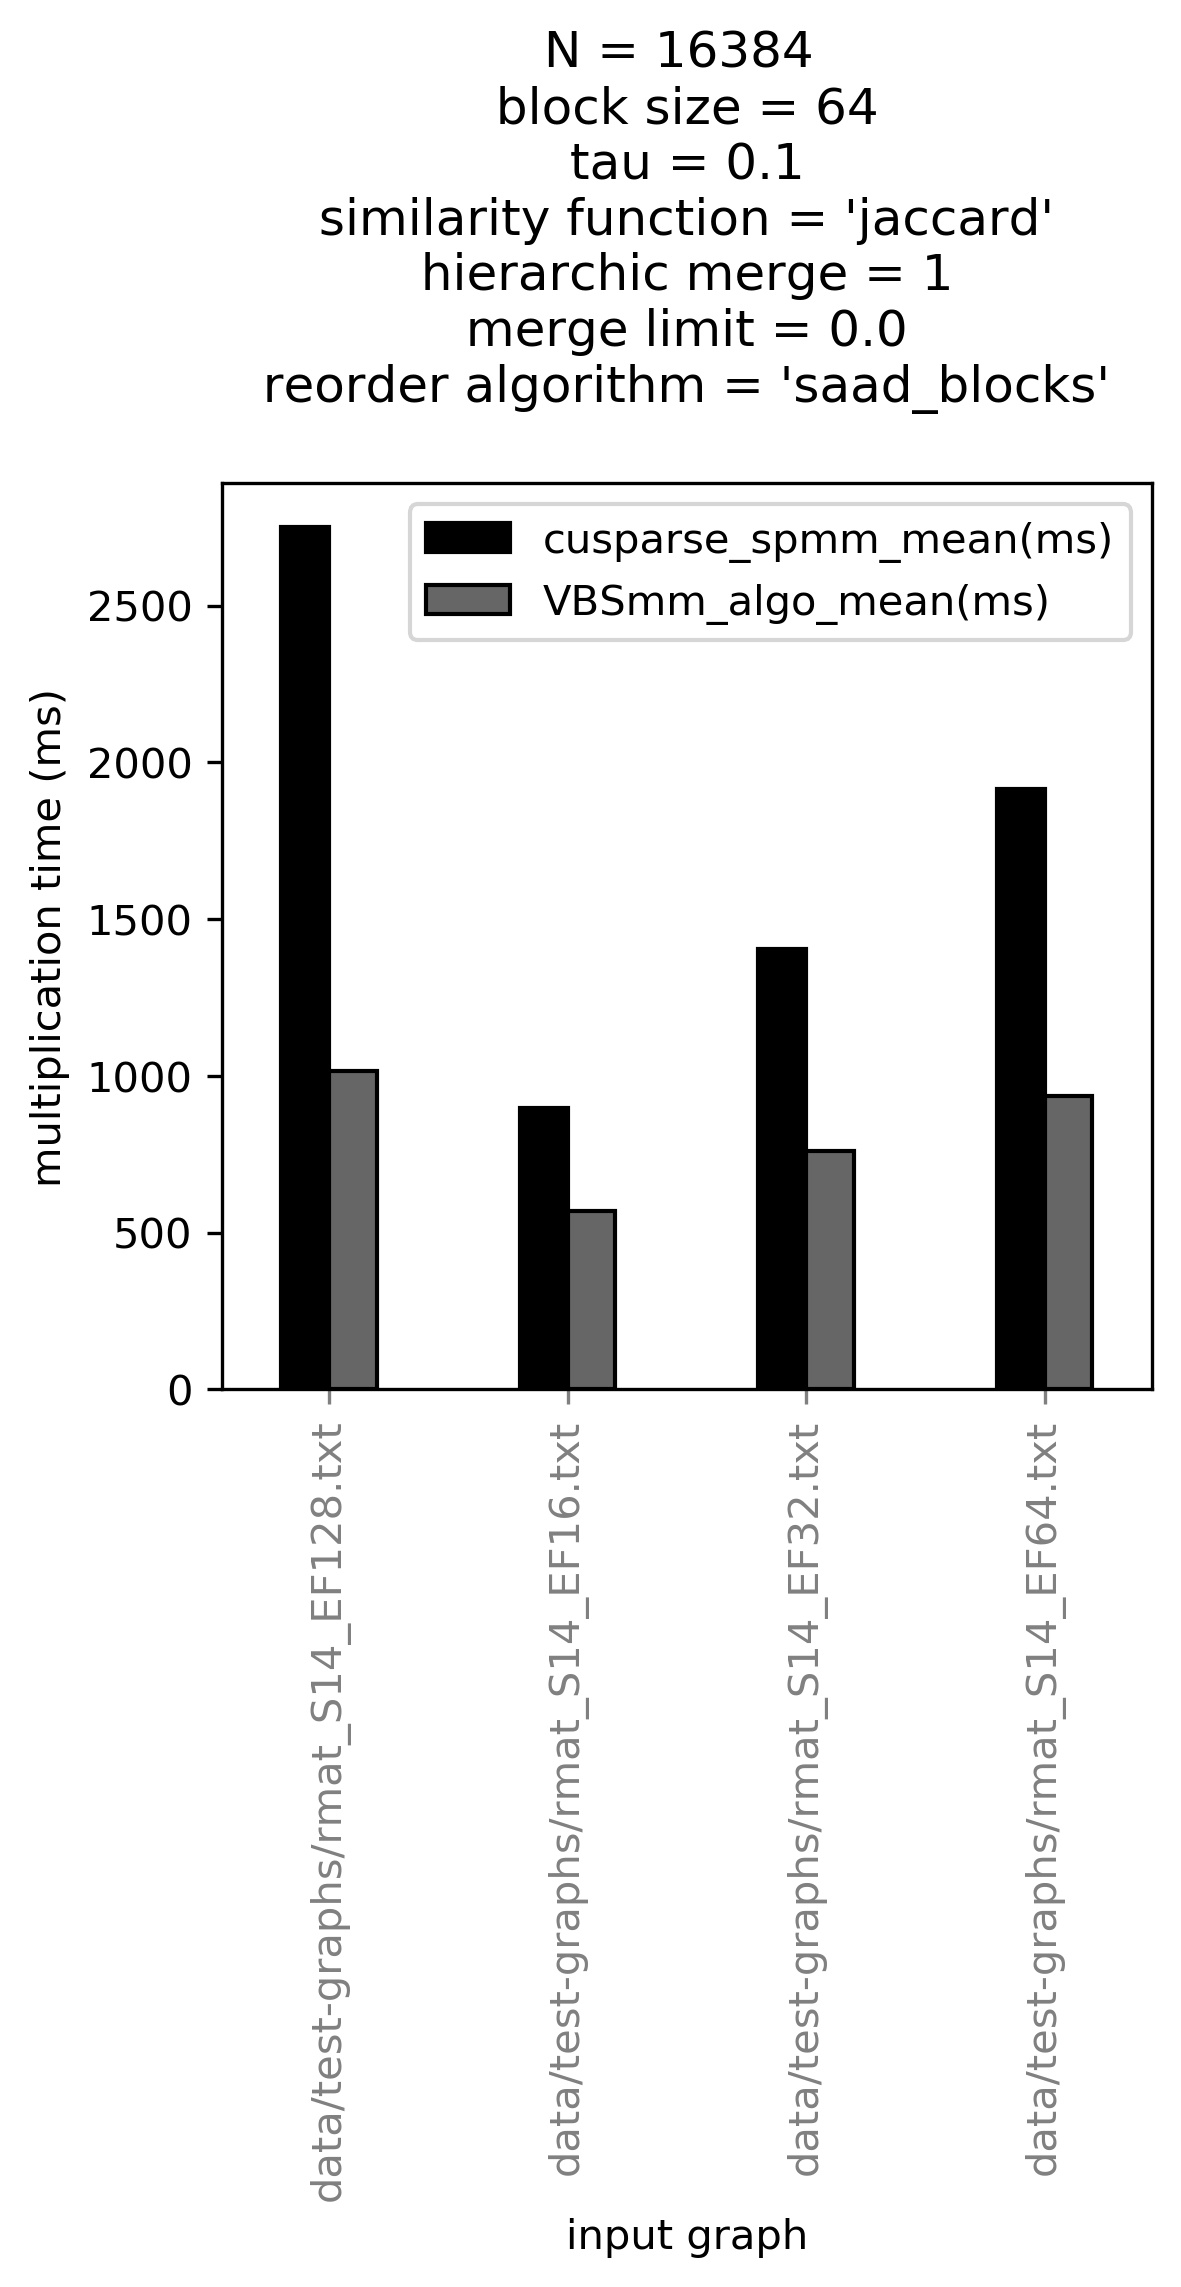 N = 16384
block size = 64
tau = 0.1
similarity function = 'jaccard'
hierarchic merge = 1
merge limit = 0.0
reorder algorithm = 'saad_blocks'
cusparse_spmm_mean(ms)
VBSmm_algo_mean(ms)
multiplication time (ms)
2500
2000
1500
1000
500
0
data/test-graphs/rmat_S14_EF128.txt
data/test-graphs/rmat_S14_EF16.txt
data/test-graphs/rmat_S14_EF32.txt
data/test-graphs/rmat_S14_EF64.txt
input graph